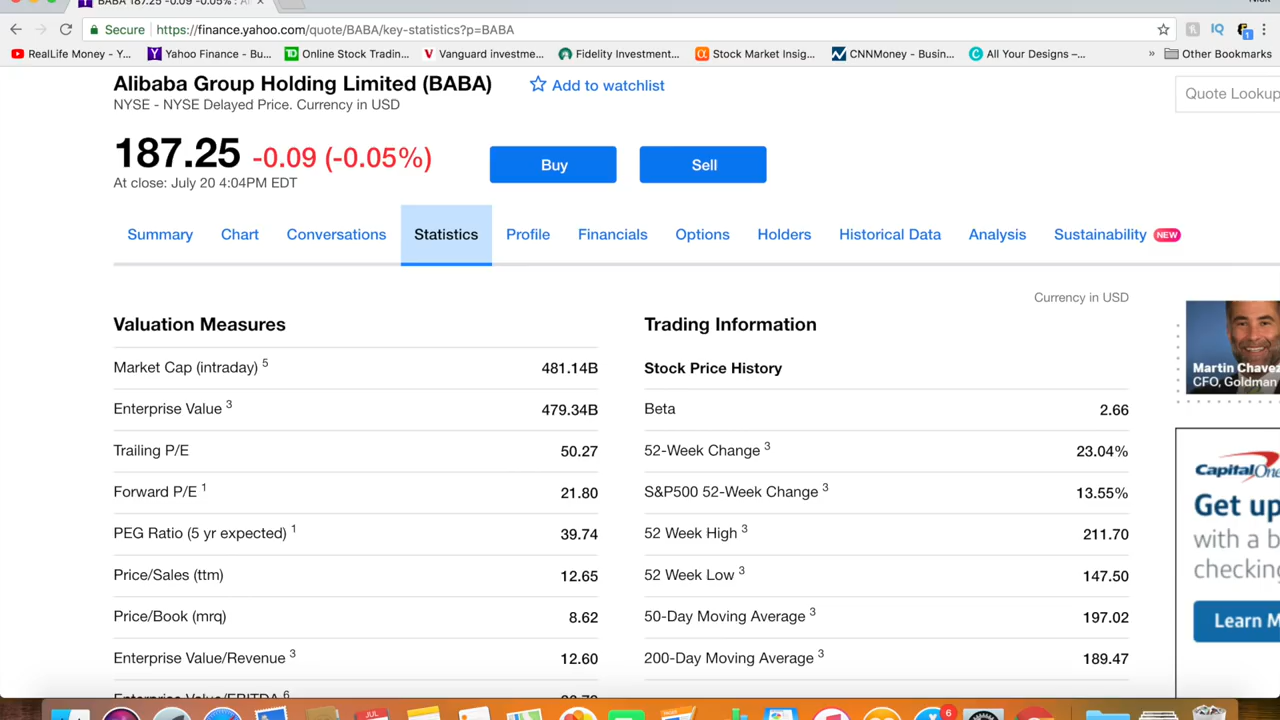 BABA 187.25 -0.09 -0.05% : A
Secure https://finance.yahoo.com/quote/BABA/key-statistics?p=BABA
RealLife Money - Y... Yahoo Finance - Bu... Online Stock Tradin... Vanguard investme... Fidelity Investment... Stock Market Insig... CNNMoney - Busin... All Your Designs –... » Other Bookmarks
Alibaba Group Holding Limited (BABA) Add to watchlist
NYSE - NYSE Delayed Price. Currency in USD
Quote Lookup
187.25 -0.09 (-0.05%) Buy Sell
At close: July 20 4:04PM EDT
Summary Chart Conversations Statistics Profile Financials Options Holders Historical Data Analysis Sustainability NEW
Currency in USD
Valuation Measures
Market Cap (intraday) 5 481.14B
Enterprise Value 3 479.34B
Trailing P/E 50.27
Forward P/E 1 21.80
PEG Ratio (5 yr expected) 1 39.74
Price/Sales (ttm) 12.65
Price/Book (mrq) 8.62
Enterprise Value/Revenue 3 12.60
Enterprise Value/EBITDA 6
Trading Information
Stock Price History
Beta 2.66
52-Week Change 3 23.04%
S&P500 52-Week Change 3 13.55%
52 Week High 3 211.70
52 Week Low 3 147.50
50-Day Moving Average 3 197.02
200-Day Moving Average 3 189.47
Martin Chavez
CFO, Goldman
CapitalOne
Get up
with a b
checking
Learn M
JUL
6